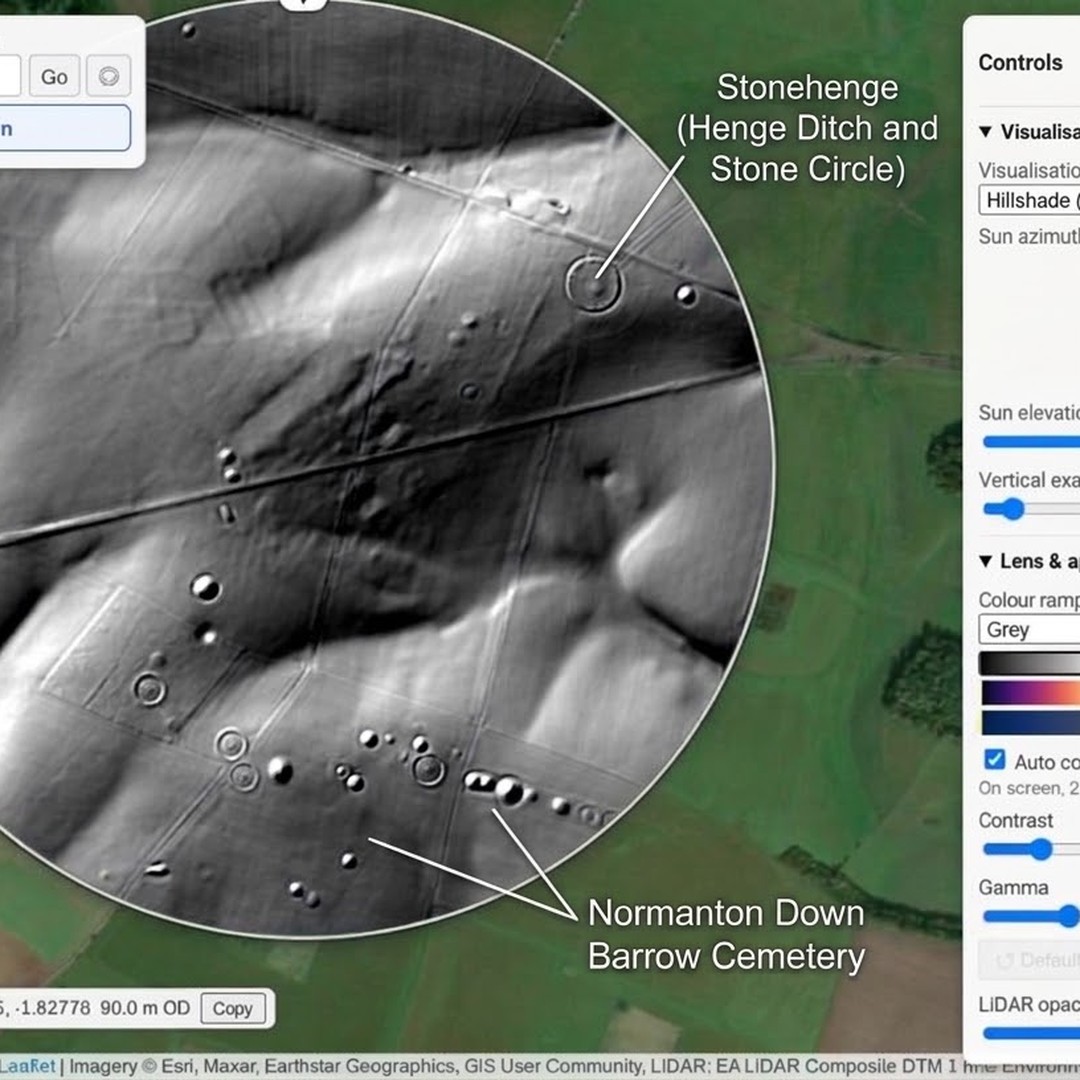 Go
n
Stonehenge
(Henge Ditch and
Stone Circle)
Normanton Down
Barrow Cemetery
Controls
▼ Visualisa
Visualisatio
Hillshade (
Sun azimuth
Sun elevatio
Vertical exa
▼ Lens & a
Colour ramp
Grey
Auto co
On screen, 2
Contrast
Gamma
Default
LiDAR opac
, -1.82778 90.0 m OD
Copy
| Imagery © Esri, Maxar, Earthstar Geographics, GIS User Community, LIDAR: EA LiDAR Composite DTM 1